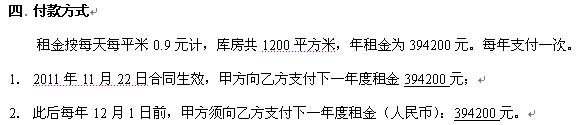 四．付款方式
租金按每天每平米 0.9 元计，库房共 1200 平方米，年租金为 394200 元。每年支付一次。
1. 2011 年 11 月 22 日合同生效，甲方向乙方支付下一年度租金 394200 元；
2. 此后每年 12 月 1 日前，甲方须向乙方支付下一年度租金（人民币）：394200 元。